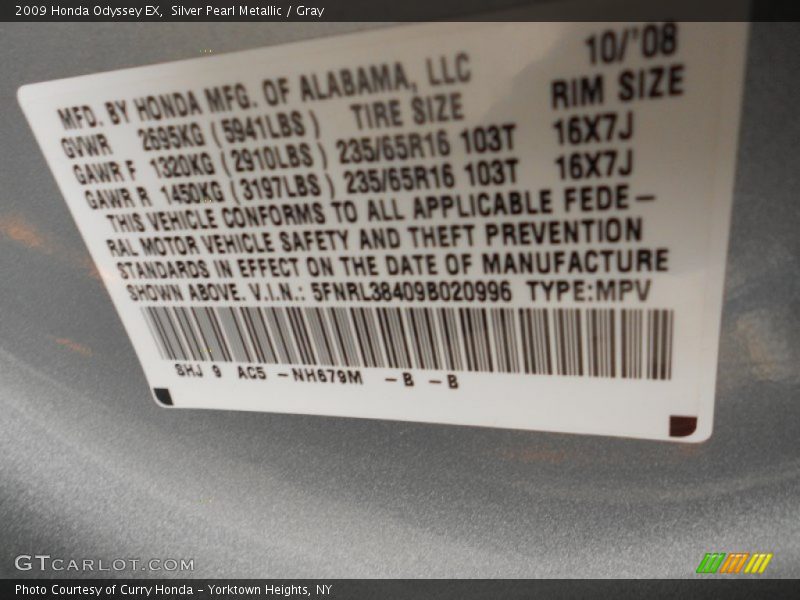 2009 Honda Odyssey EX, Silver Pearl Metallic / Gray
10/'08
MFD. BY HONDA MFG. OF ALABAMA, LLC
GVWR 2695KG (5941LBS) TIRE SIZE RIM SIZE
GAWR F 1320KG (2910LBS) 235/65R16 103T 16X7J
GAWR R 1450KG (3197LBS) 235/65R16 103T 16X7J
THIS VEHICLE CONFORMS TO ALL APPLICABLE FEDE-
RAL MOTOR VEHICLE SAFETY AND THEFT PREVENTION
STANDARDS IN EFFECT ON THE DATE OF MANUFACTURE
SHOWN ABOVE. V.I.N.: 5FNRL38409B020996 TYPE:MPV
SHJ 9 AC5 -NH679M -B -B
GTCARLOT.COM
Photo Courtesy of Curry Honda - Yorktown Heights, NY